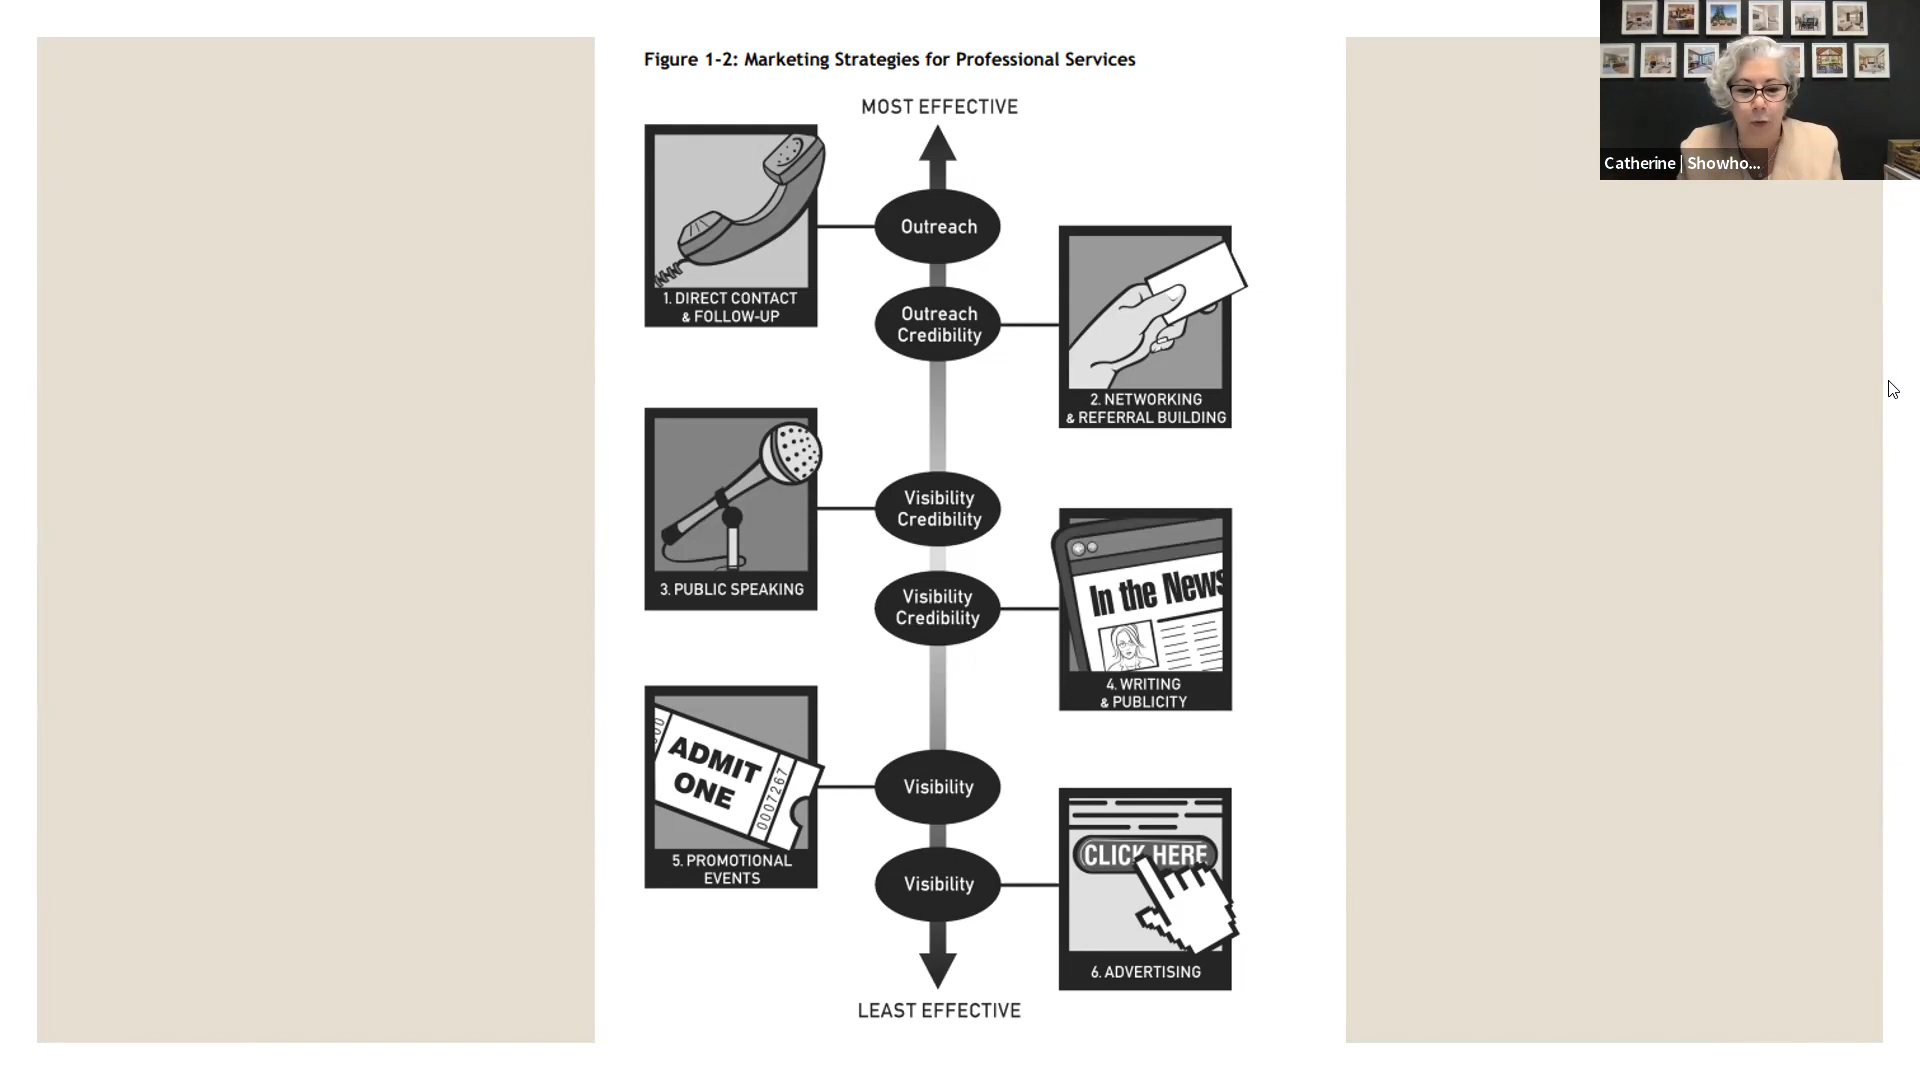 Figure 1-2: Marketing Strategies for Professional Services
MOST EFFECTIVE
Outreach
1. DIRECT CONTACT
& FOLLOW-UP
Outreach
Credibility
2. NETWORKING
& REFERRAL BUILDING
Visibility
Credibility
3. PUBLIC SPEAKING
Visibility
Credibility
In the News
4. WRITING
& PUBLICITY
Visibility
ADMIT
ONE
0007267
5. PROMOTIONAL
EVENTS
Visibility
CLICK HERE
6. ADVERTISING
LEAST EFFECTIVE
Catherine | Showho...